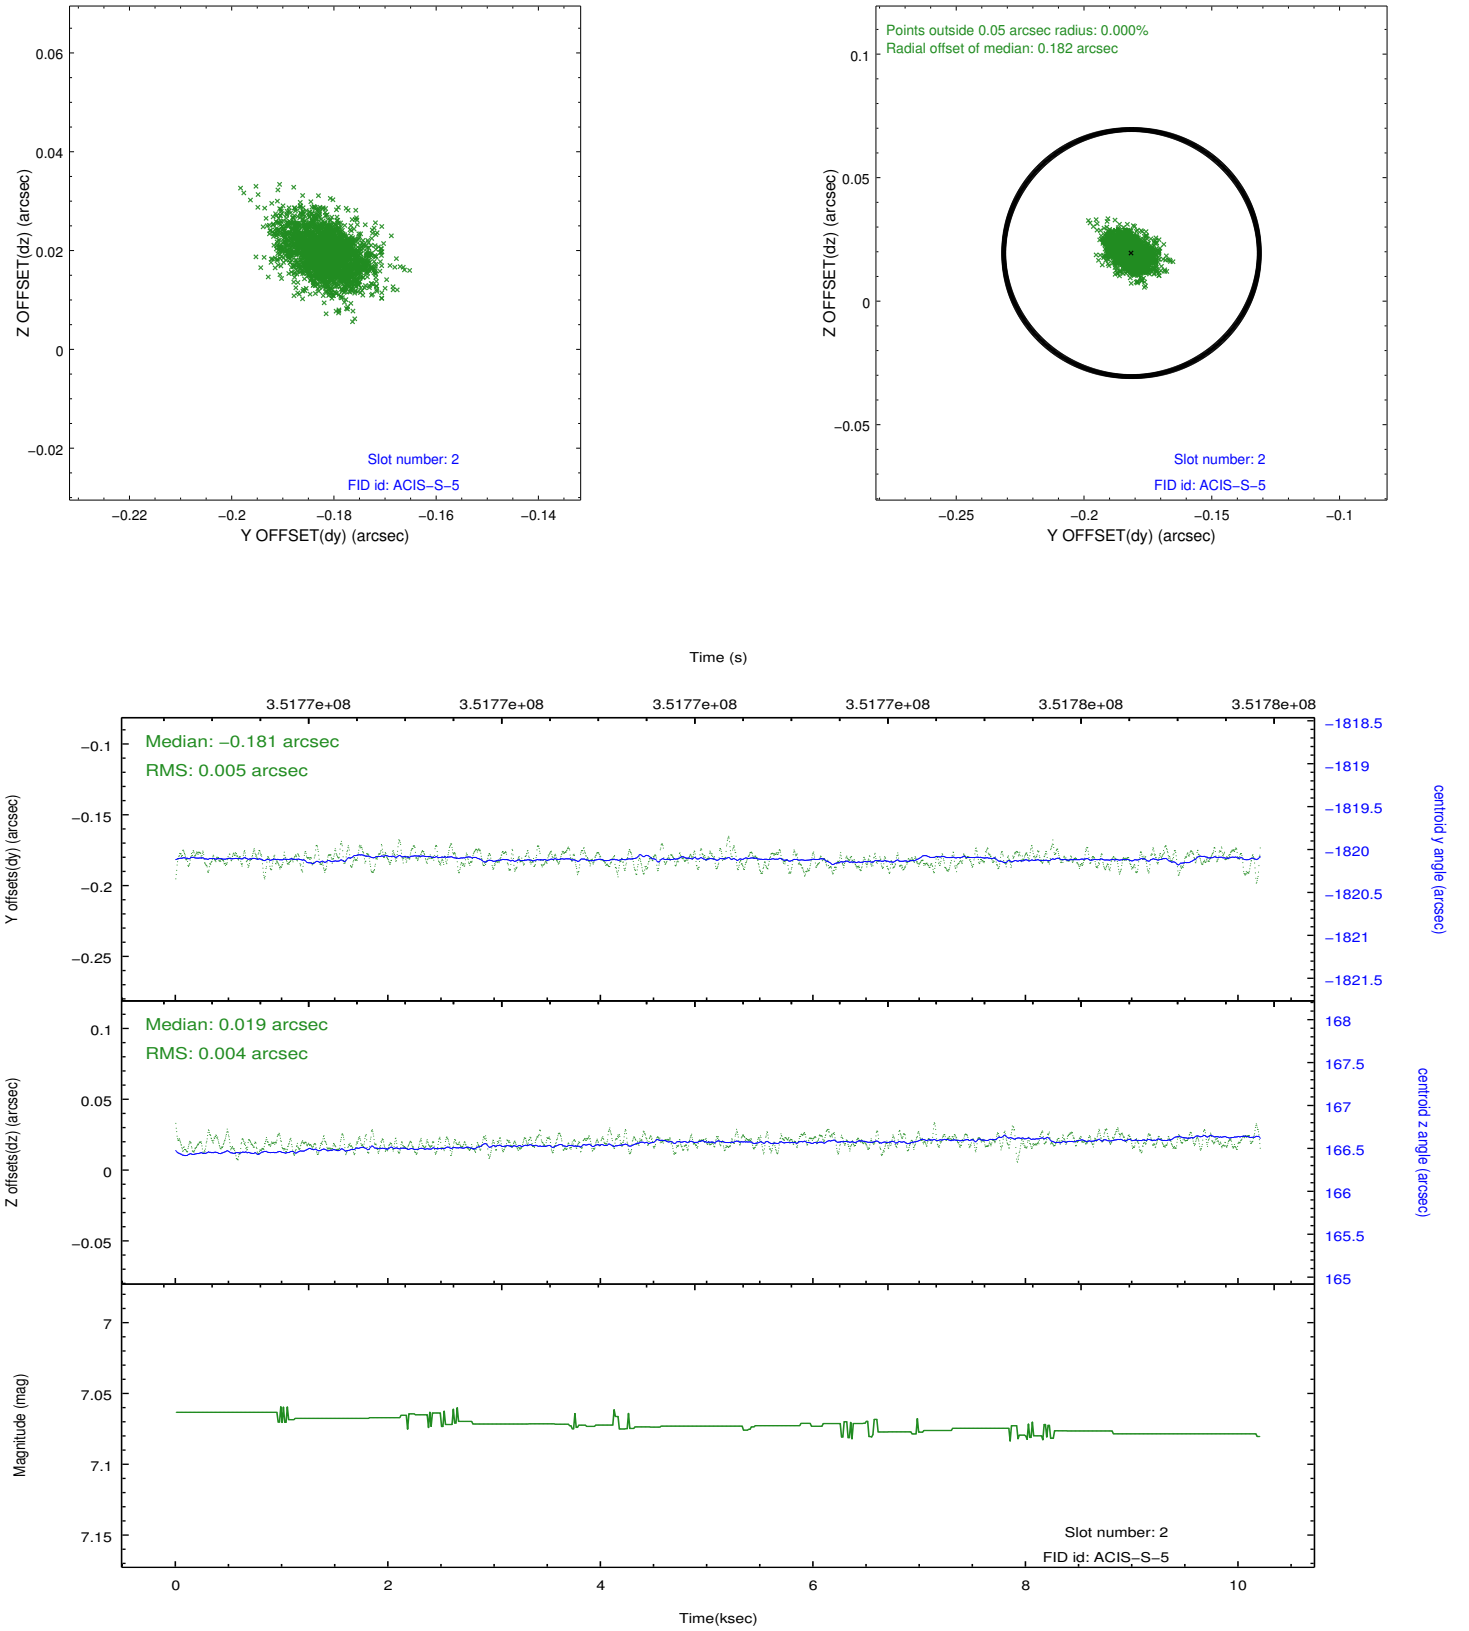 0.06
0.04
0.02
0
−0.02
Z OFFSET(dz) (arcsec)
Slot number: 2
FID id: ACIS−S−5
−0.22
−0.2
−0.18
−0.16
−0.14
Y OFFSET(dy) (arcsec)
Points outside 0.05 arcsec radius: 0.000%
Radial offset of median: 0.182 arcsec
0.1
0.05
0
−0.05
Z OFFSET(dz) (arcsec)
Slot number: 2
FID id: ACIS−S−5
−0.25
−0.2
−0.15
−0.1
Y OFFSET(dy) (arcsec)
Time (s)
3.5177e+08
3.5177e+08
3.5177e+08
3.5177e+08
3.5178e+08
3.5178e+08
Median: −0.181 arcsec
RMS: 0.005 arcsec
−0.1
−0.15
−0.2
−0.25
Y offsets(dy) (arcsec)
−1818.5
−1819
−1819.5
−1820
−1820.5
−1821
−1821.5
centroid y angle (arcsec)
Median: 0.019 arcsec
RMS: 0.004 arcsec
0.1
0.05
0
−0.05
Z offsets(dz) (arcsec)
168
167.5
167
166.5
166
165.5
165
centroid z angle (arcsec)
7
7.05
7.1
7.15
Magnitude (mag)
Slot number: 2
FID id: ACIS−S−5
0
2
4
6
8
10
Time(ksec)